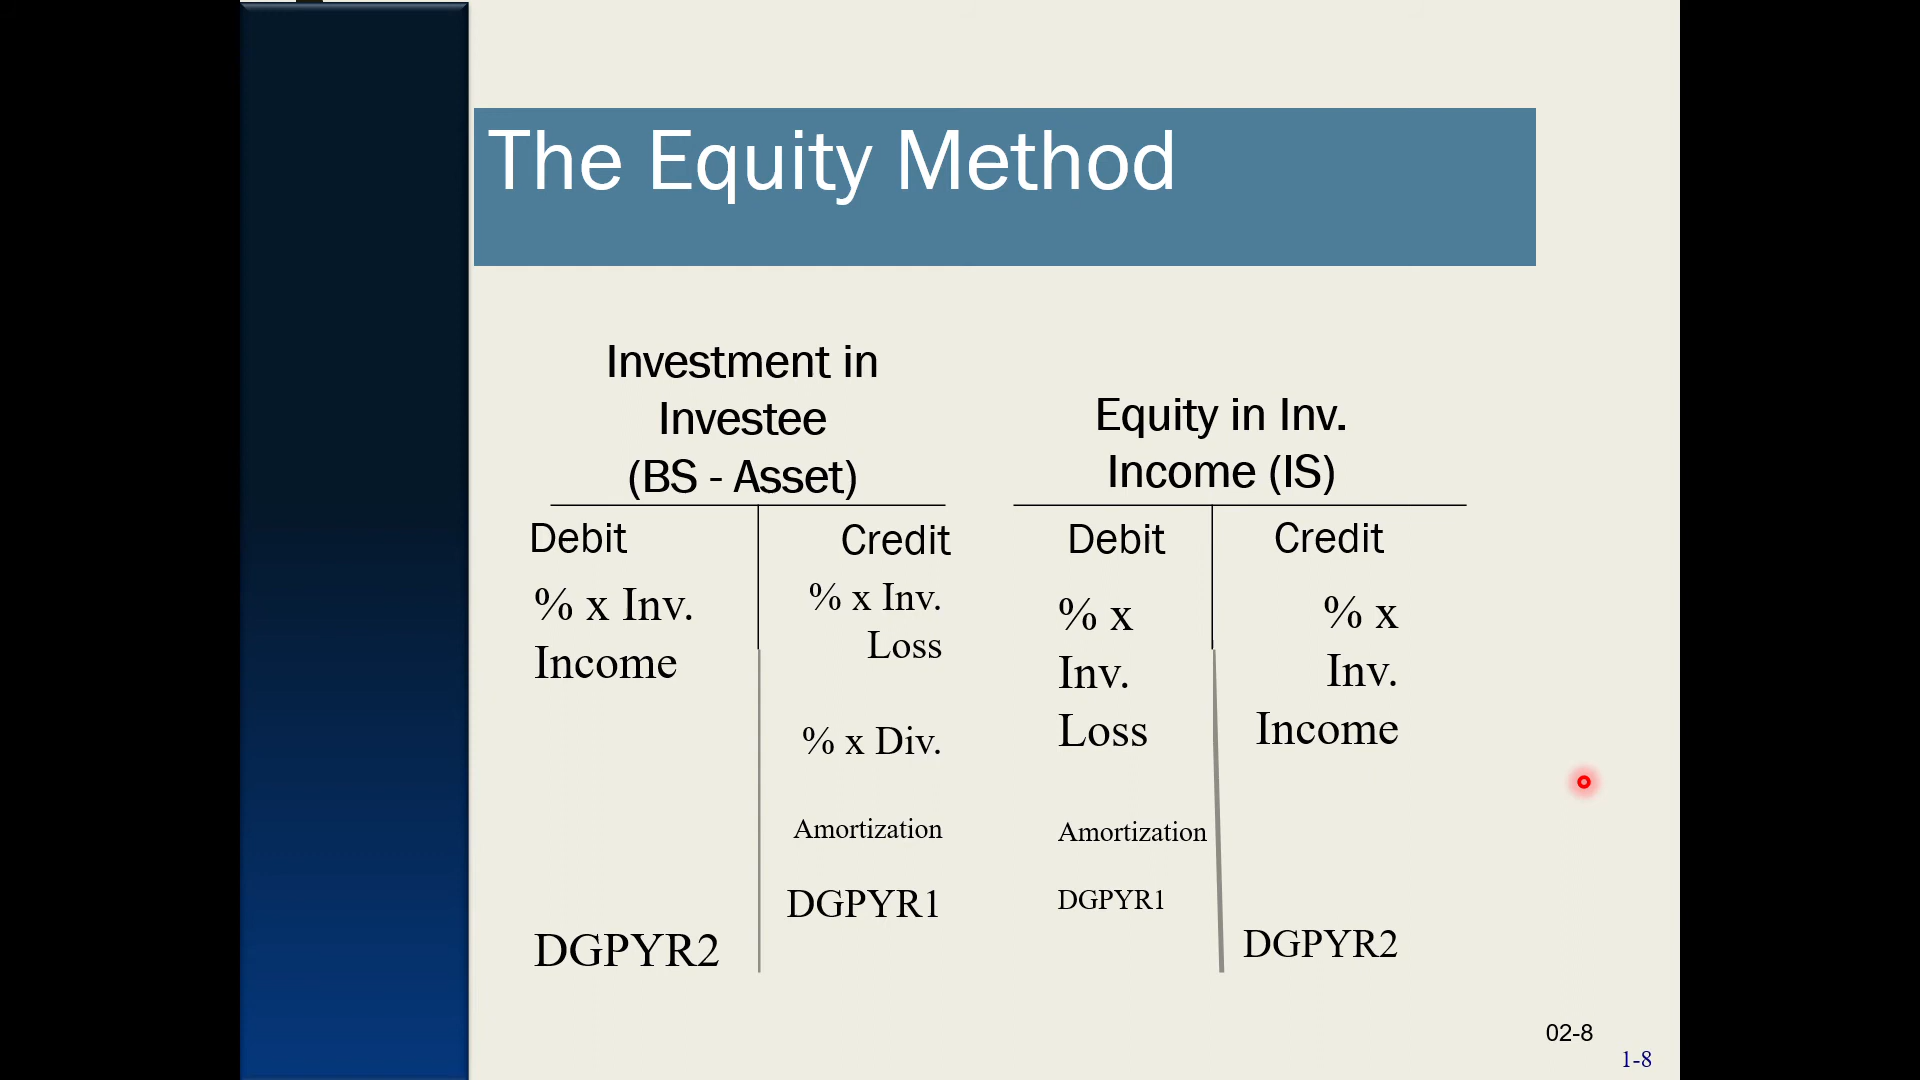 The Equity Method
Investment in
Investee
(BS - Asset)
Debit
Credit
% x Inv.
Income
% x Inv.
Loss
% x Div.
Amortization
DGPYR1
DGPYR2
Equity in Inv.
Income (IS)
Debit
Credit
% x
Inv.
Loss
% x
Inv.
Income
Amortization
DGPYR1
DGPYR2
02-8
1-8